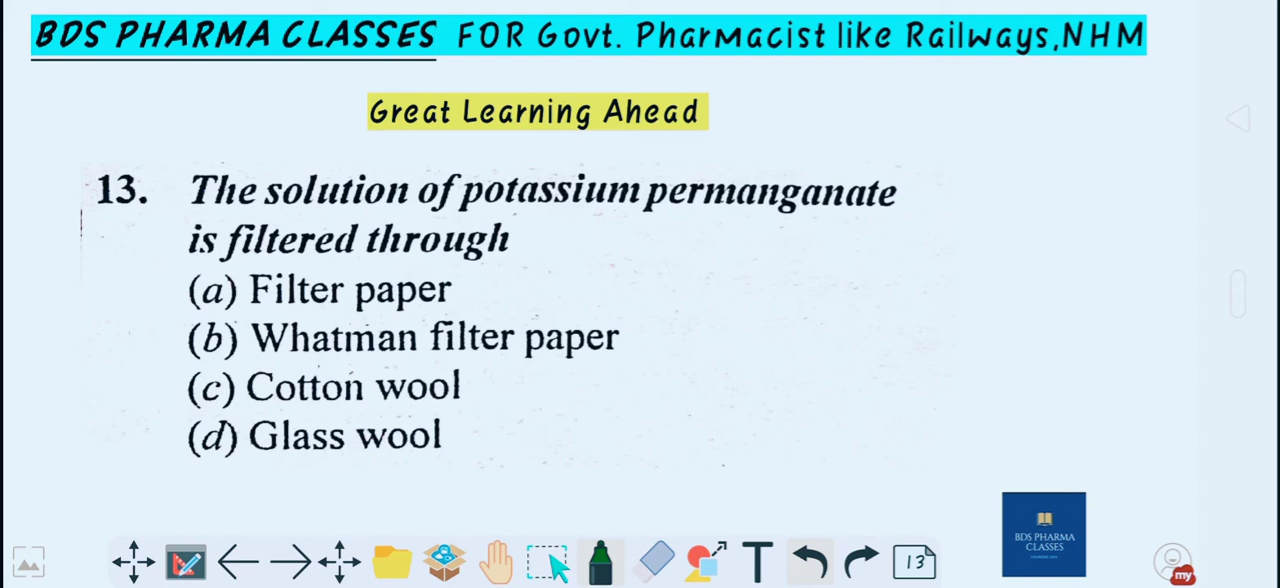 BDS PHARMA CLASSES FOR Govt. Pharmacist like Railways,NHM
Great Learning Ahead
13. The solution of potassium permanganate
is filtered through
(a) Filter paper
(b) Whatman filter paper
(c) Cotton wool
(d) Glass wool
BDS PHARMA
CLASSES
T
13
my